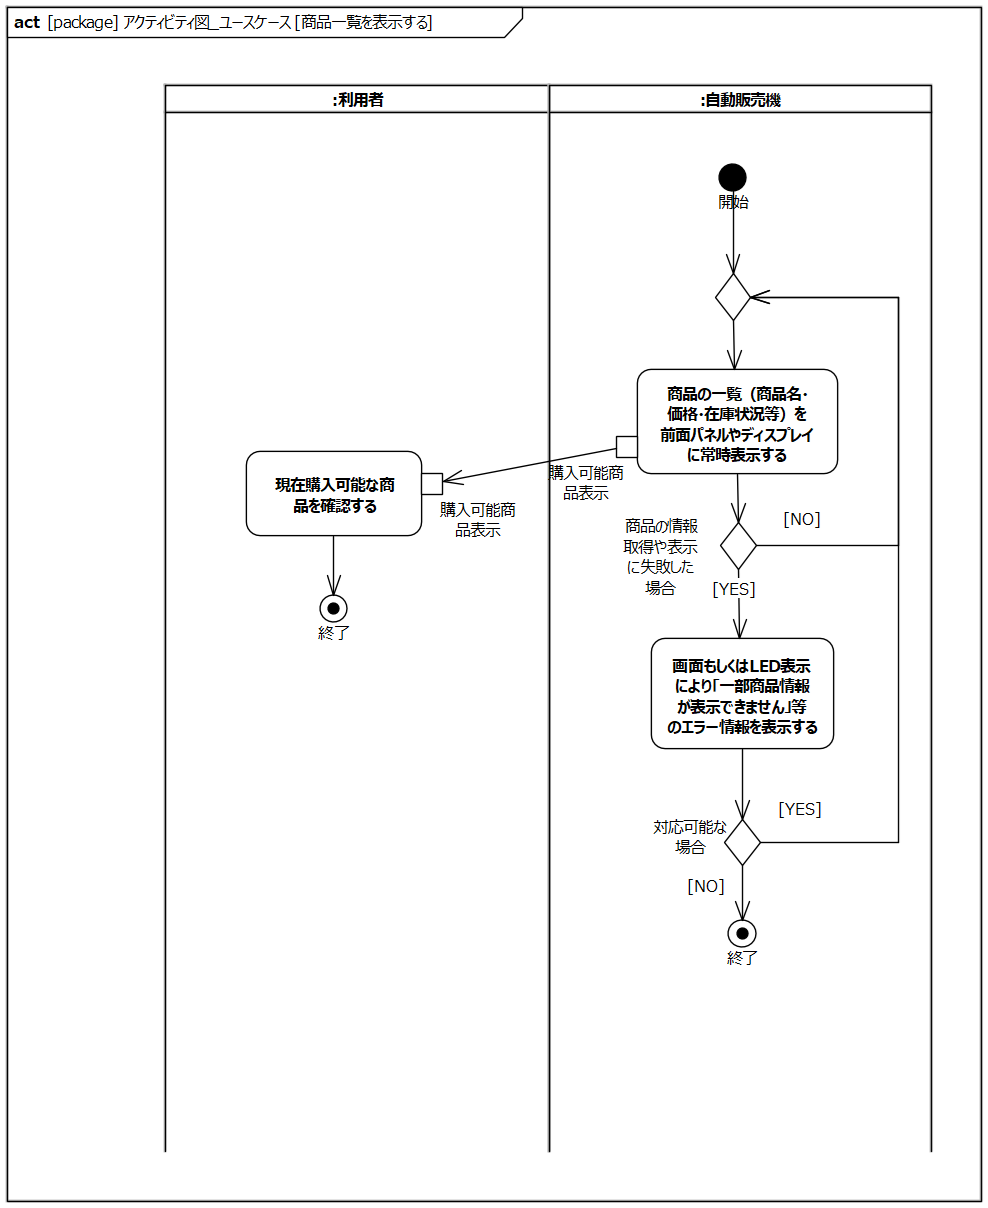 act [package] アクティビティ図_ユースケース [商品一覧を表示する]
:利用者
:自動販売機
開始
商品の一覧（商品名・
価格・在庫状況等）を
前面パネルやディスプレイ
に常時表示する
購入可能商
品表示
現在購入可能な商
品を確認する
購入可能商
品表示
終了
商品の情報
取得や表示
に失敗した
場合
[NO]
[YES]
画面もしくはLED表示
により「一部商品情報
が表示できません」等
のエラー情報を表示する
対応可能な
場合
[YES]
[NO]
終了